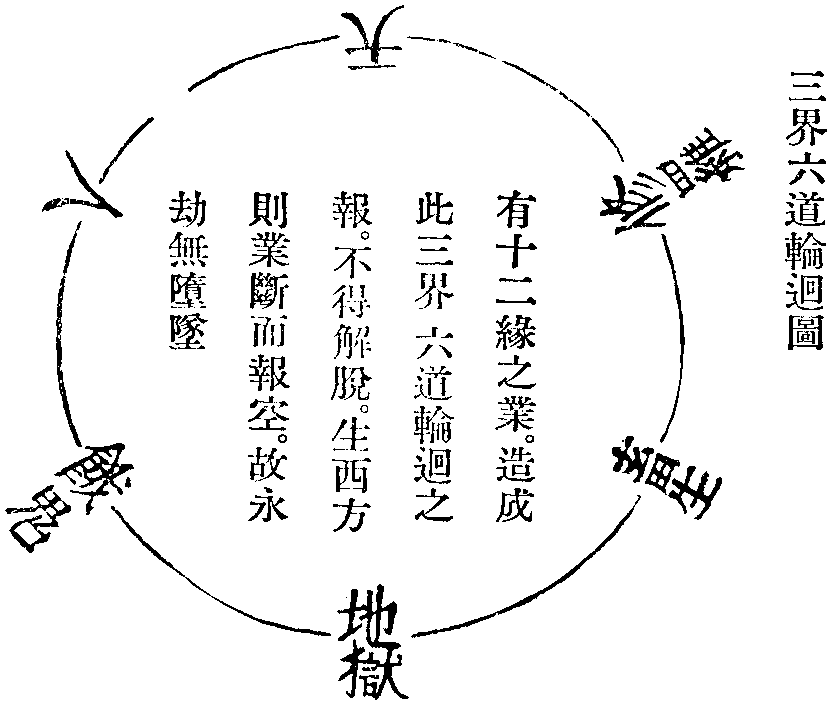 三界六道輪迴圖
天
修羅
畜生
地獄
餓鬼
人
有十二緣之業。造成
此三界六道輪迴之
報。不得解脫。生西方
則業斷而報空。故永
劫無墮墜